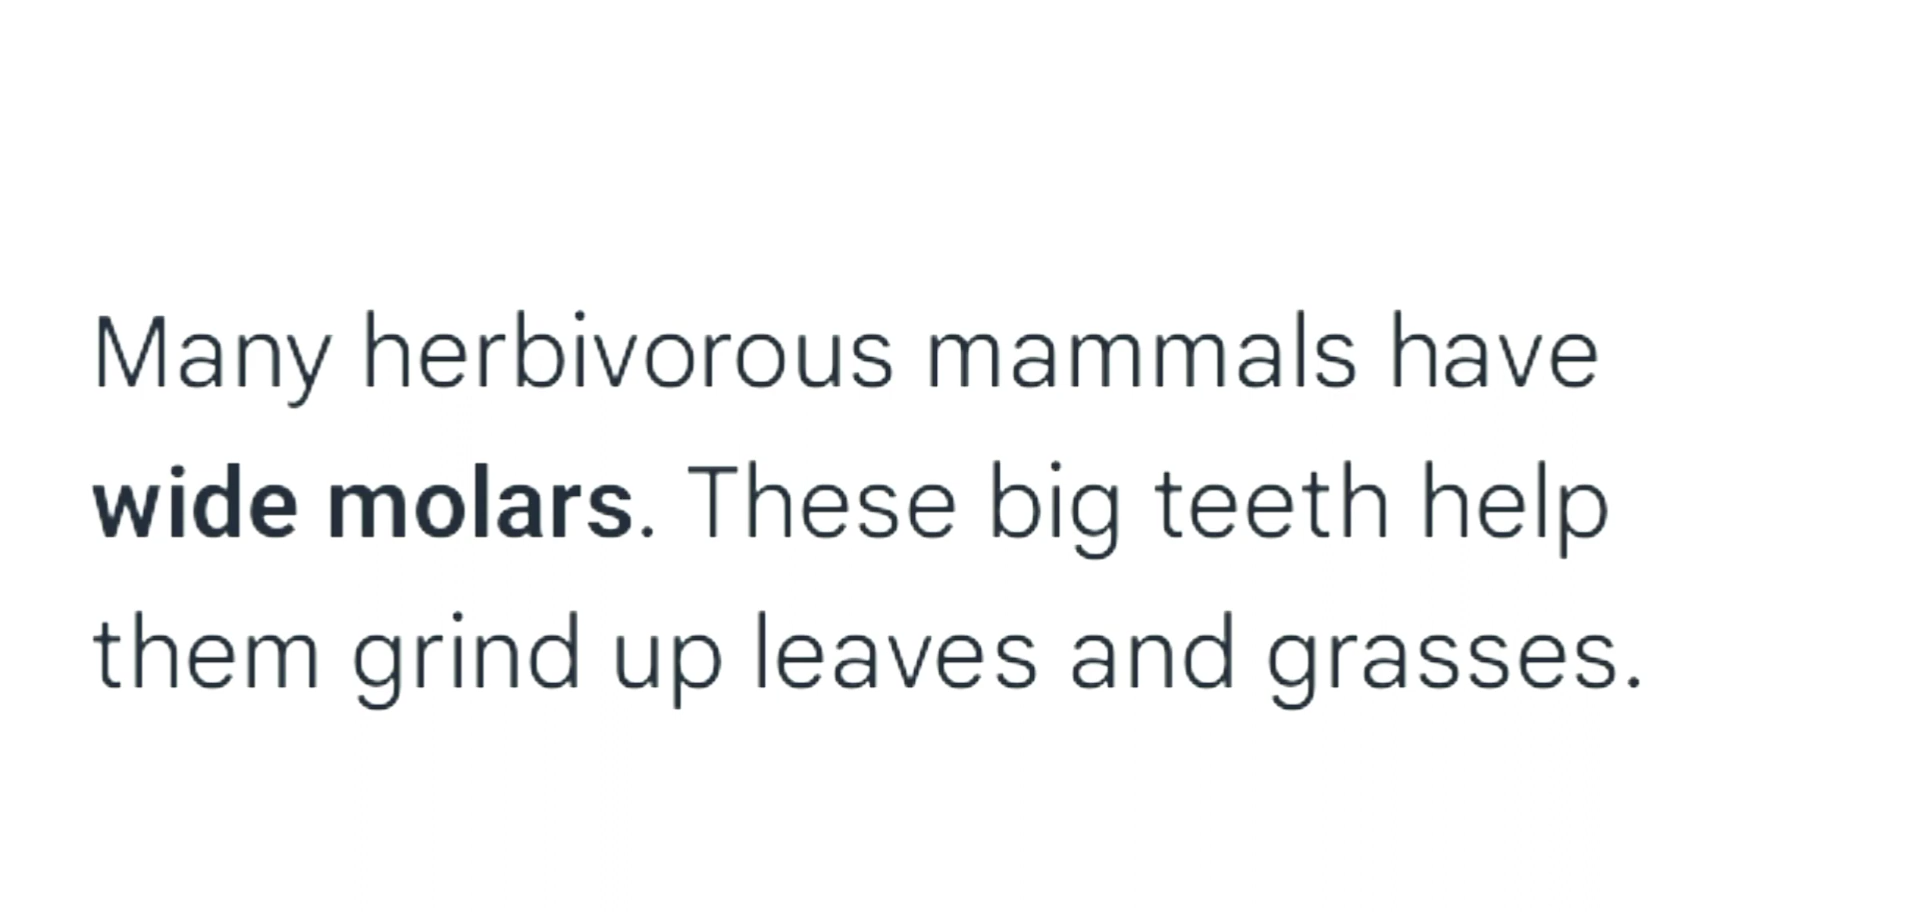 Many herbivorous mammals have
wide molars. These big teeth help
them grind up leaves and grasses.